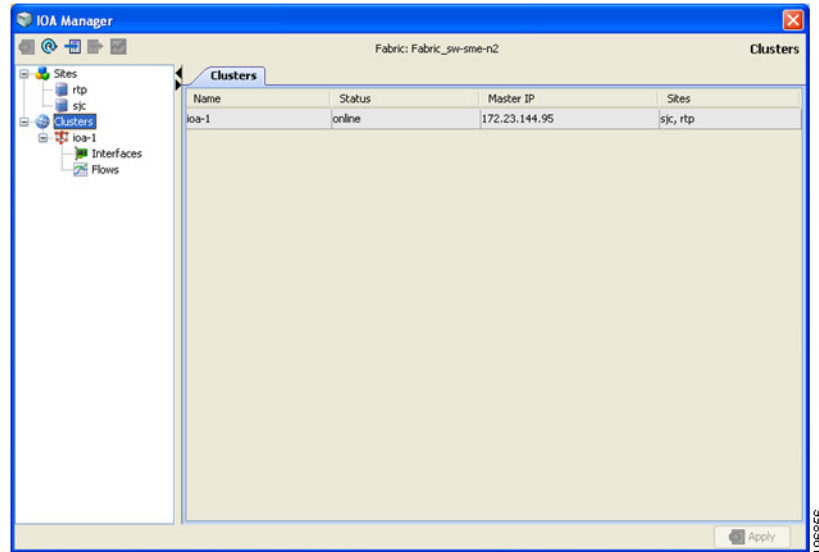 IOA Manager
Fabric: Fabric_sw-sme-n2
Clusters
Sites
rtp
sjc
Clusters
ioa-1
Interfaces
Flows
Clusters
Name Status Master IP Sites
ioa-1 online 172.23.144.95 sjc, rtp
Apply
196856